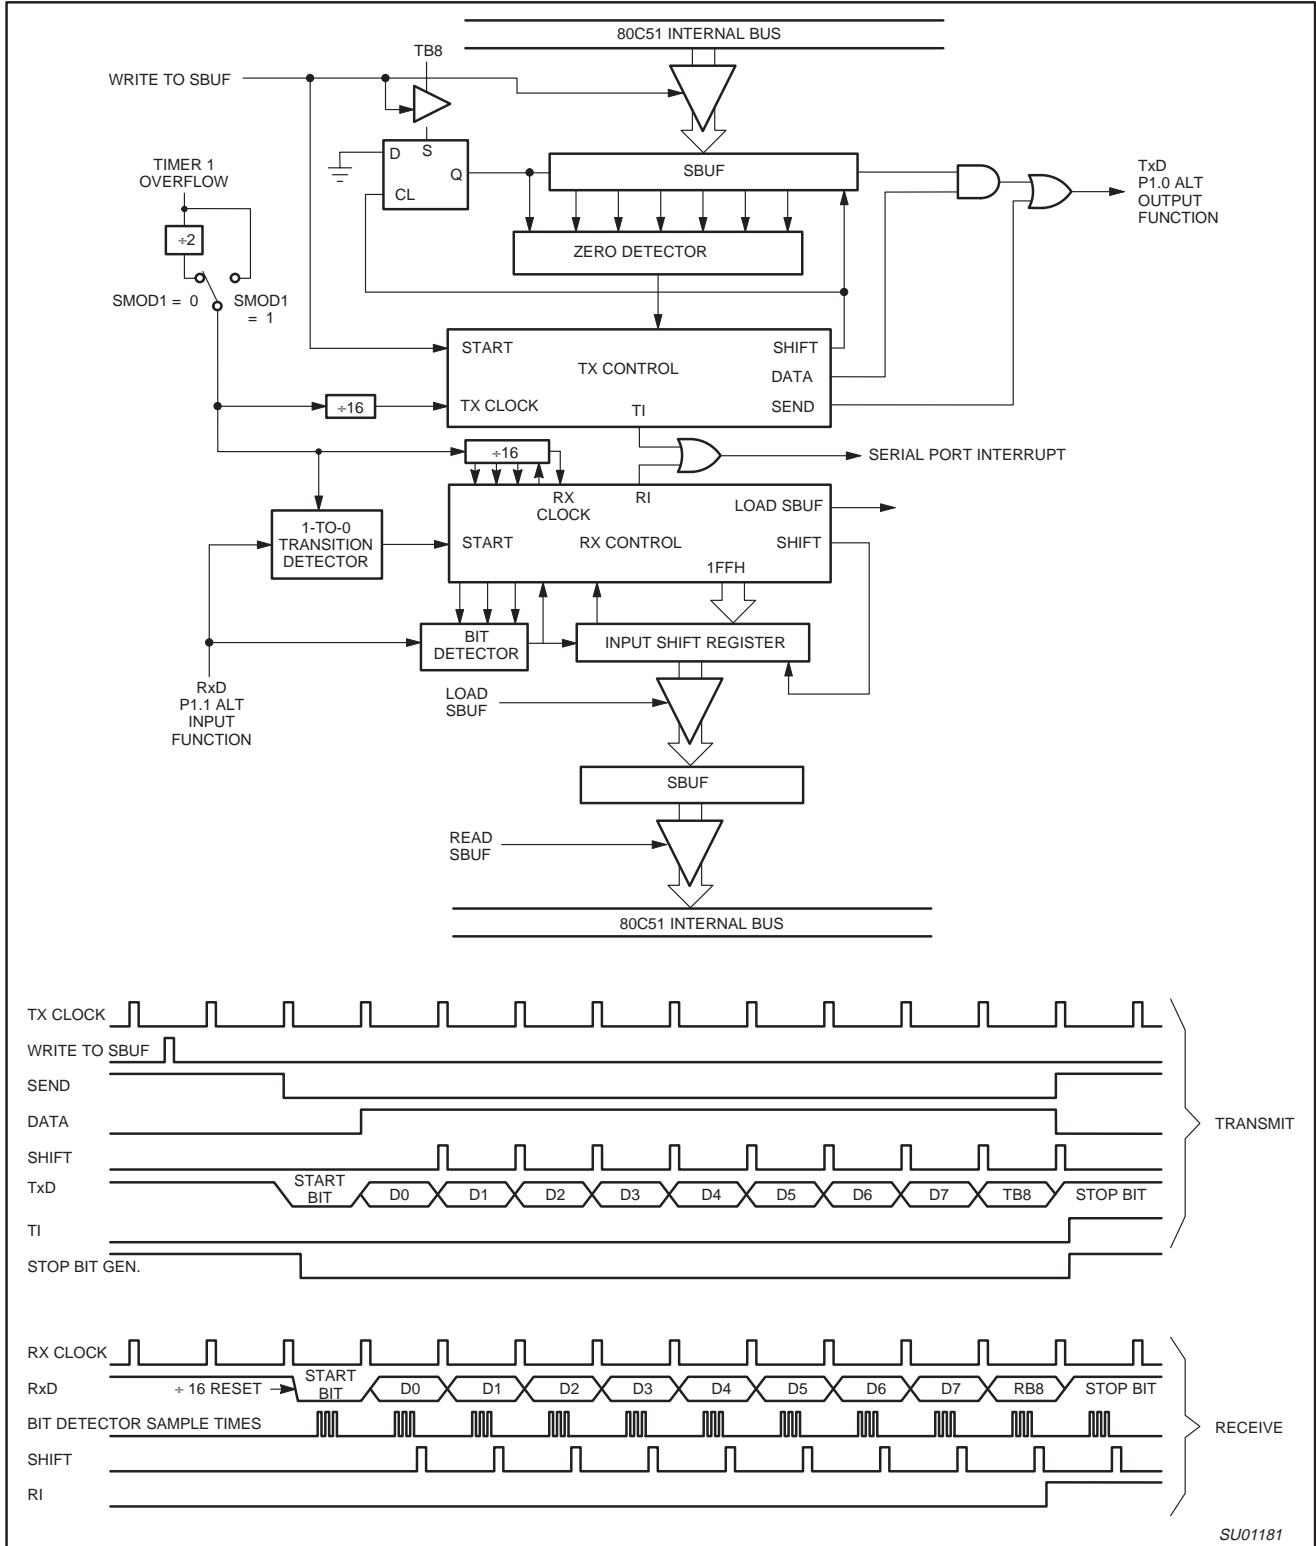 80C51 INTERNAL BUS
TB8
WRITE TO SBUF
D
S
Q
CL
SBUF
TxD
P1.0 ALT
OUTPUT
FUNCTION
TIMER 1
OVERFLOW
÷2
ZERO DETECTOR
SMOD1 = 0
SMOD1
= 1
START
SHIFT
TX CONTROL
DATA
TX CLOCK
TI
SEND
÷16
÷16
SERIAL PORT INTERRUPT
RX
CLOCK
RI
LOAD SBUF
1-TO-0
TRANSITION
DETECTOR
START
RX CONTROL
SHIFT
1FFH
BIT
DETECTOR
INPUT SHIFT REGISTER
RxD
P1.1 ALT
INPUT
FUNCTION
LOAD
SBUF
SBUF
READ
SBUF
80C51 INTERNAL BUS
TX CLOCK
WRITE TO SBUF
SEND
DATA
TRANSMIT
SHIFT
TxD
START
BIT
D0
D1
D2
D3
D4
D5
D6
D7
TB8
STOP BIT
TI
STOP BIT GEN.
RX CLOCK
RxD
÷ 16 RESET
START
BIT
D0
D1
D2
D3
D4
D5
D6
D7
RB8
STOP BIT
BIT DETECTOR SAMPLE TIMES
RECEIVE
SHIFT
RI
SU01181